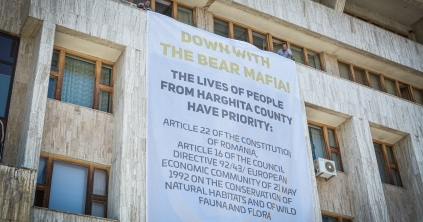 DOWN WITH
THE BEAR MAFIA!
THE LIVES OF PEOPLE
FROM HARGHITA COUNTY
HAVE PRIORITY:
ARTICLE 22 OF THE CONSTITUTION
OF ROMANIA,
ARTICLE 16 OF THE COUNCIL
DIRECTIVE 92/43/ EUROPEAN
ECONOMIC COMMUNITY OF 21 MAY
1992 ON THE CONSERVATION OF
NATURAL HABITATS AND OF WILD
FAUNA AND FLORA